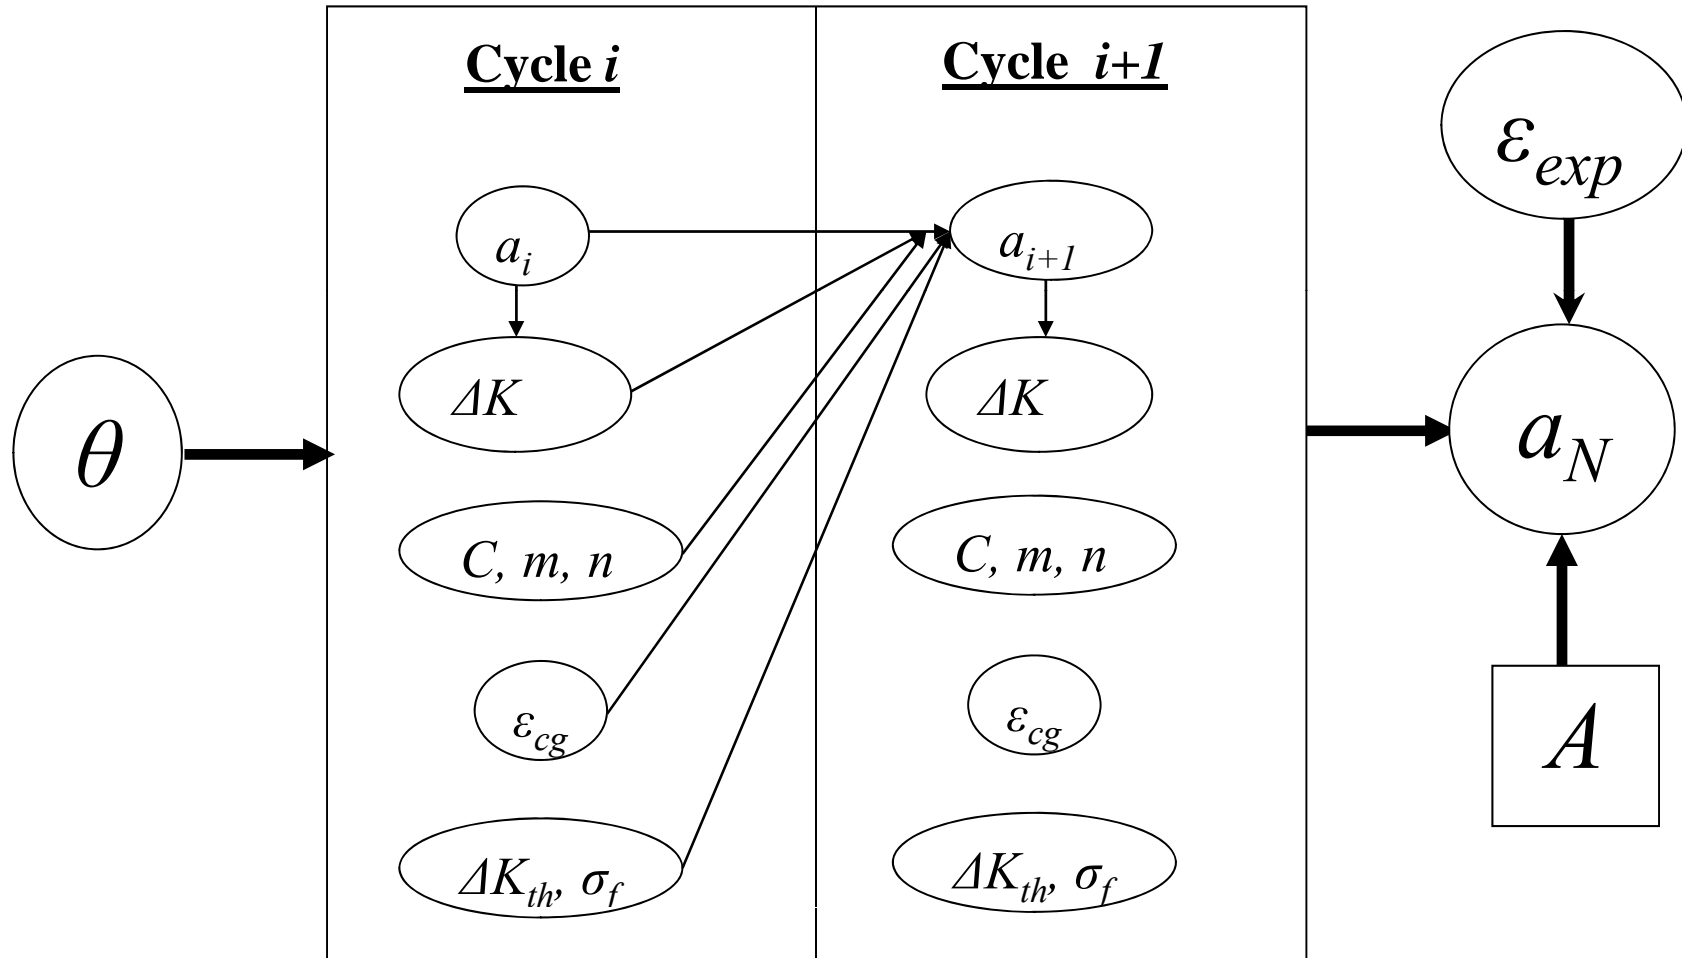 Cycle i
Cycle i+1
θ
a_i
ΔK
C, m, n
ε_cg
ΔK_th, σ_f
a_{i+1}
ΔK
C, m, n
ε_cg
ΔK_th, σ_f
ε_exp
a_N
A